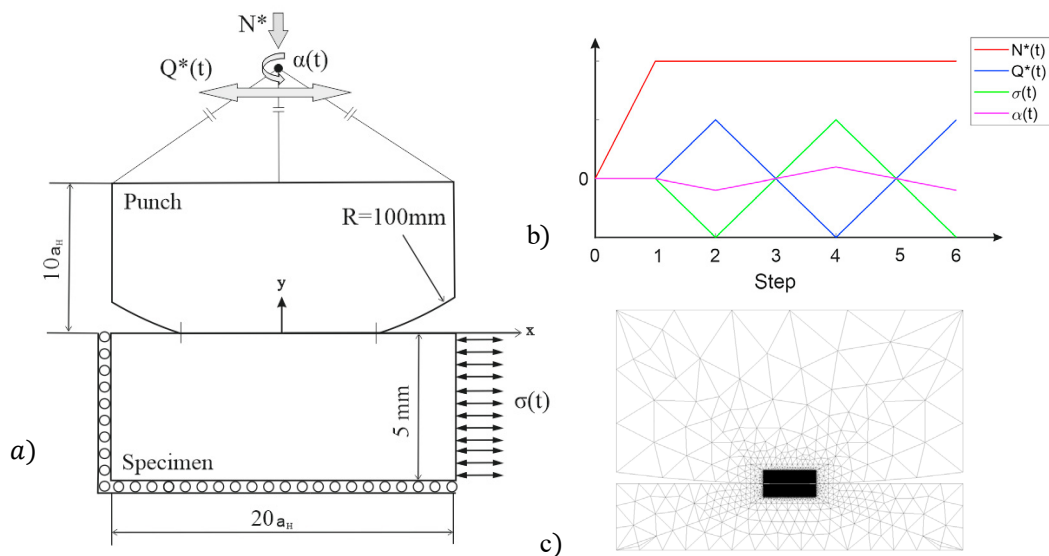 N*
Q*(t)
α(t)
Punch
R=100mm
10aₕ
y
x
5 mm
σ(t)
Specimen
20aₕ
a)
N*(t)
Q*(t)
σ(t)
α(t)
0
0 1 2 3 4 5 6
Step
b)
c)